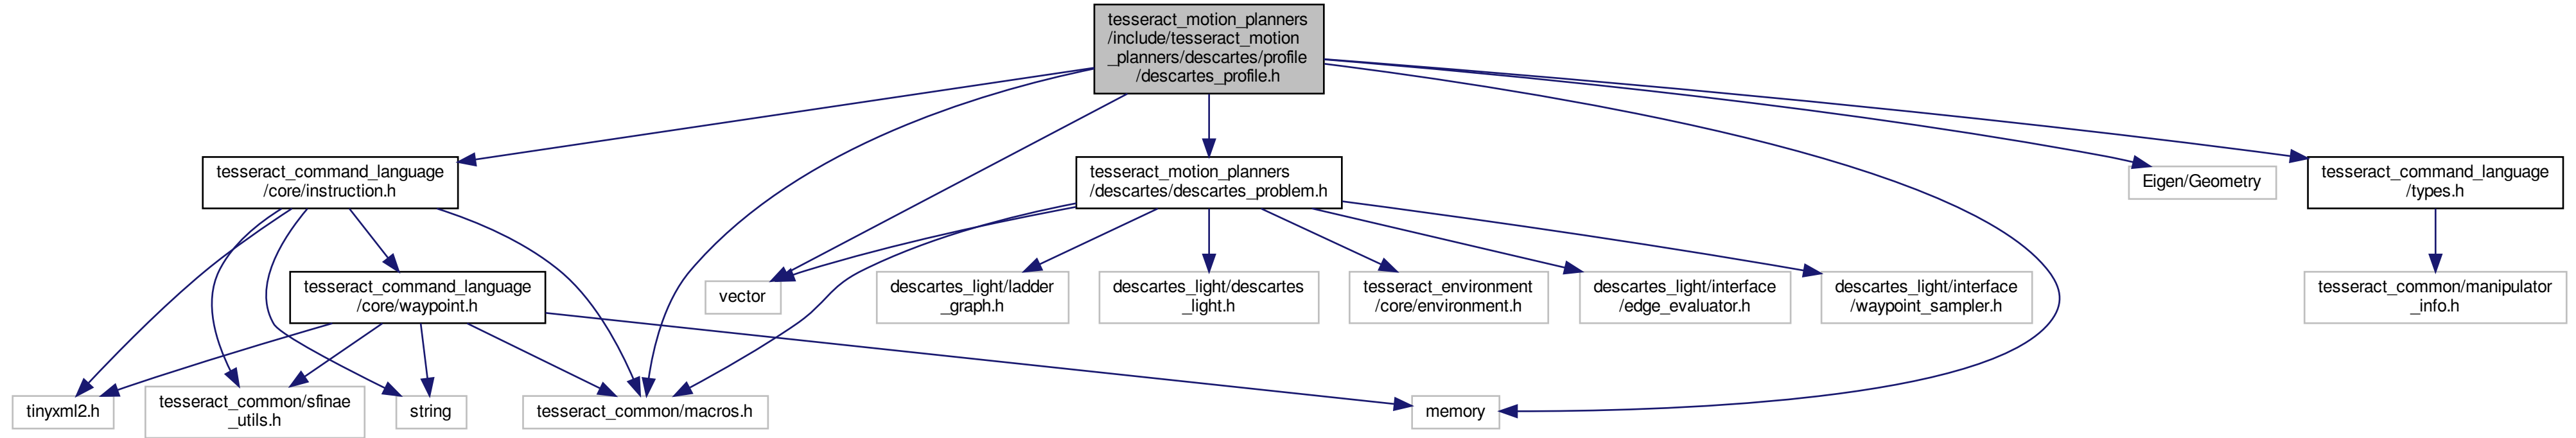 tesseract_motion_planners
/include/tesseract_motion
_planners/descartes/profile
/descartes_profile.h
tesseract_command_language
/core/instruction.h
tesseract_motion_planners
/descartes/descartes_problem.h
Eigen/Geometry
tesseract_command_language
/types.h
tesseract_command_language
/core/waypoint.h
vector
descartes_light/ladder
_graph.h
descartes_light/descartes
_light.h
tesseract_environment
/core/environment.h
descartes_light/interface
/edge_evaluator.h
descartes_light/interface
/waypoint_sampler.h
tesseract_common/manipulator
_info.h
tinyxml2.h
tesseract_common/sfinae
_utils.h
string
tesseract_common/macros.h
memory